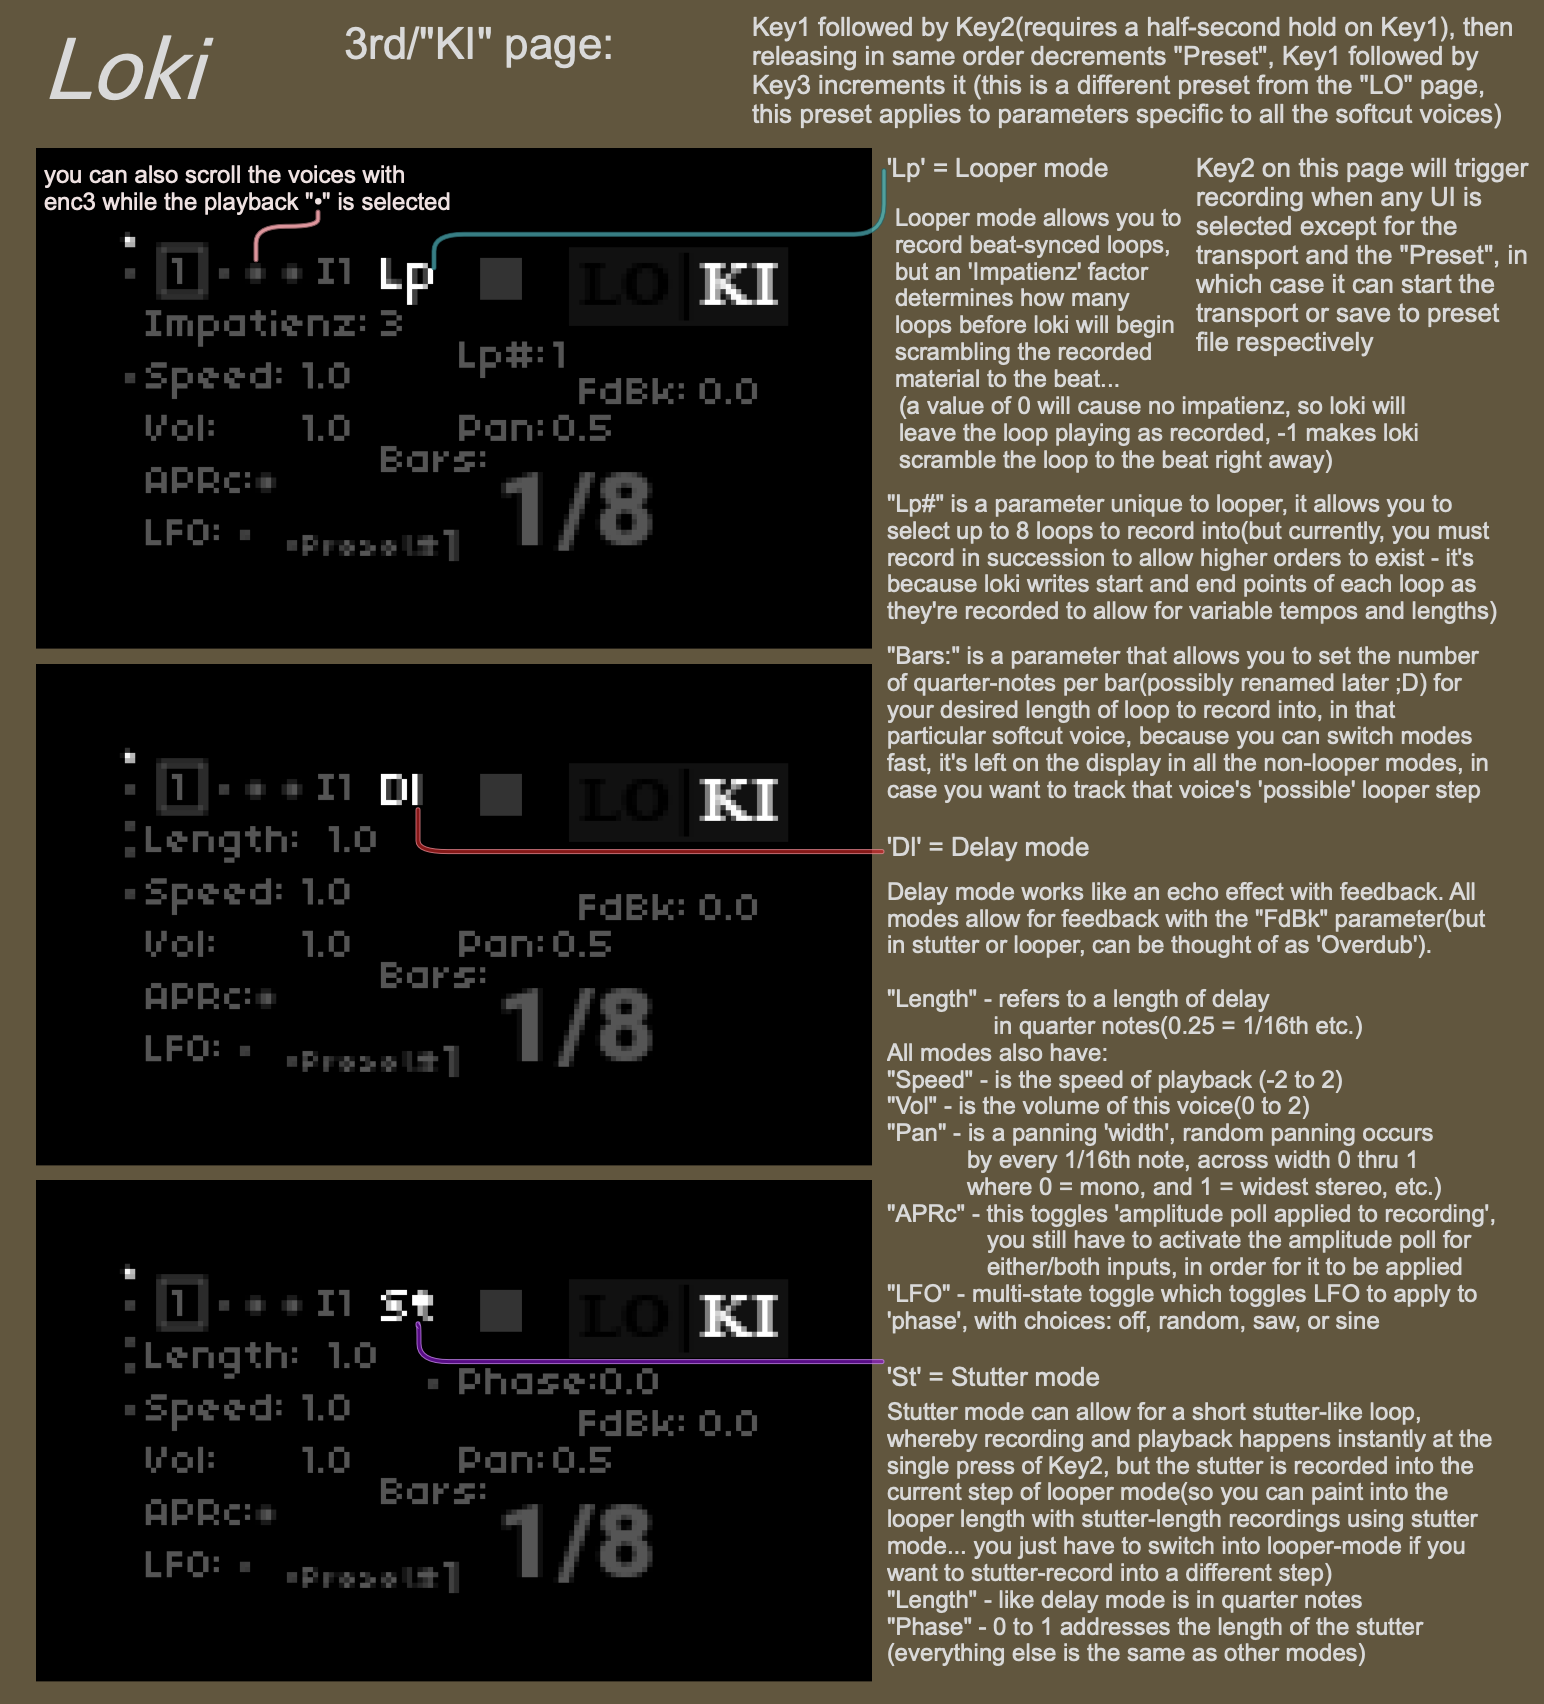 Loki
3rd/"KI" page:
Key1 followed by Key2(requires a half-second hold on Key1), then
releasing in same order decrements "Preset", Key1 followed by
Key3 increments it (this is a different preset from the "LO" page,
this preset applies to parameters specific to all the softcut voices)
you can also scroll the voices with
enc3 while the playback "•" is selected
1 I1 Lp LO KI
Impatienz: 3
Lp#:1
Speed: 1.0
FdBk: 0.0
Vol: 1.0 Pan:0.5
Bars:
APRc:
1/8
LFO:
Preset#1
'Lp' = Looper mode
Looper mode allows you to
record beat-synced loops,
but an 'Impatienz' factor
determines how many
loops before loki will begin
scrambling the recorded
material to the beat...
(a value of 0 will cause no impatienz, so loki will
leave the loop playing as recorded, -1 makes loki
scramble the loop to the beat right away)
Key2 on this page will trigger
recording when any UI is
selected except for the
transport and the "Preset", in
which case it can start the
transport or save to preset
file respectively
"Lp#" is a parameter unique to looper, it allows you to
select up to 8 loops to record into(but currently, you must
record in succession to allow higher orders to exist - it's
because loki writes start and end points of each loop as
they're recorded to allow for variable tempos and lengths)
"Bars:" is a parameter that allows you to set the number
of quarter-notes per bar(possibly renamed later ;D) for
your desired length of loop to record into, in that
particular softcut voice, because you can switch modes
fast, it's left on the display in all the non-looper modes, in
case you want to track that voice's 'possible' looper step
1 I1 Dl LO KI
Length: 1.0
Speed: 1.0
FdBk: 0.0
Vol: 1.0 Pan:0.5
Bars:
APRc:
1/8
LFO:
Preset#1
'Dl' = Delay mode
Delay mode works like an echo effect with feedback. All
modes allow for feedback with the "FdBk" parameter(but
in stutter or looper, can be thought of as 'Overdub').
"Length" - refers to a length of delay
in quarter notes(0.25 = 1/16th etc.)
All modes also have:
"Speed" - is the speed of playback (-2 to 2)
"Vol" - is the volume of this voice(0 to 2)
"Pan" - is a panning 'width', random panning occurs
by every 1/16th note, across width 0 thru 1
where 0 = mono, and 1 = widest stereo, etc.)
"APRc" - this toggles 'amplitude poll applied to recording',
you still have to activate the amplitude poll for
either/both inputs, in order for it to be applied
"LFO" - multi-state toggle which toggles LFO to apply to
'phase', with choices: off, random, saw, or sine
1 I1 St LO KI
Length: 1.0
Phase:0.0
Speed: 1.0
FdBk: 0.0
Vol: 1.0 Pan:0.5
Bars:
APRc:
1/8
LFO:
Preset#1
'St' = Stutter mode
Stutter mode can allow for a short stutter-like loop,
whereby recording and playback happens instantly at the
single press of Key2, but the stutter is recorded into the
current step of looper mode(so you can paint into the
looper length with stutter-length recordings using stutter
mode... you just have to switch into looper-mode if you
want to stutter-record into a different step)
"Length" - like delay mode is in quarter notes
"Phase" - 0 to 1 addresses the length of the stutter
(everything else is the same as other modes)